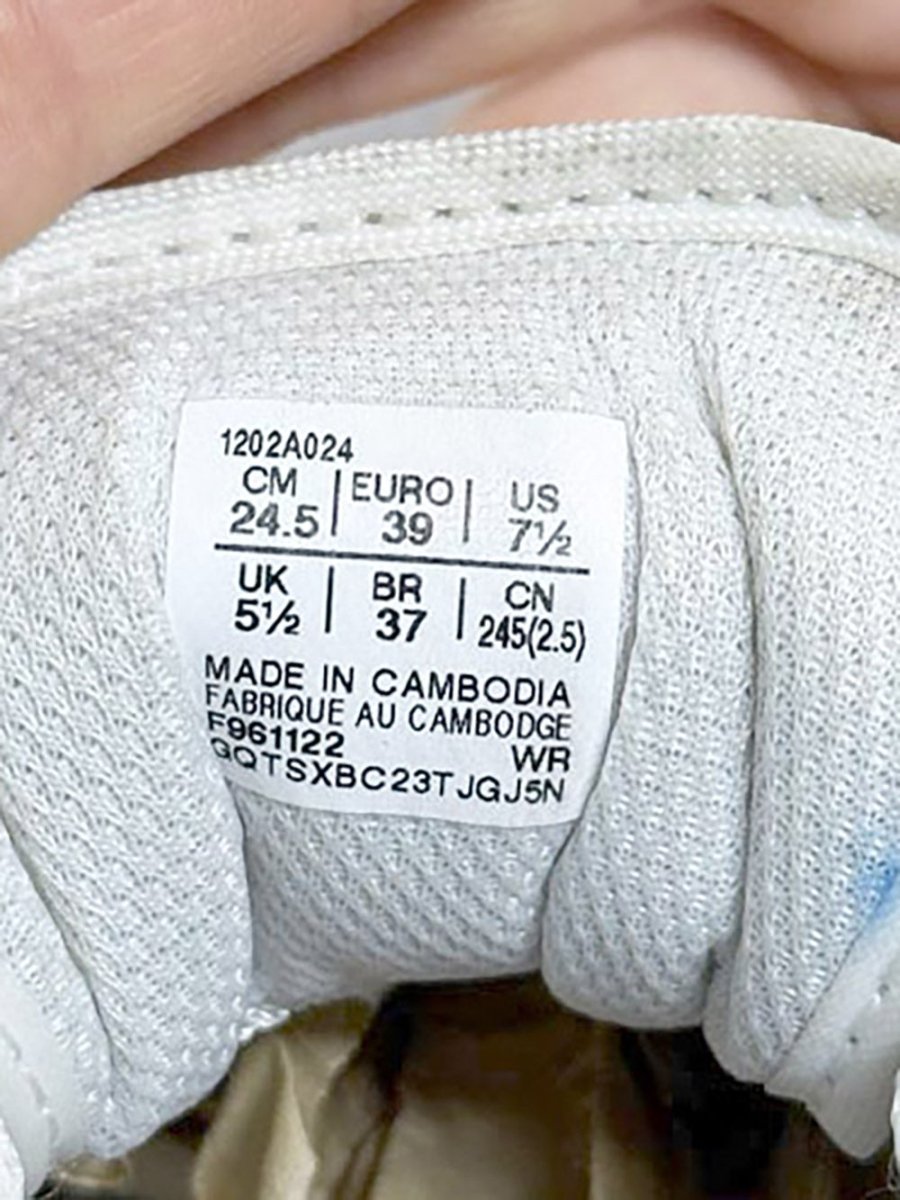 1202A024
CM | EURO | US
24.5 | 39 | 7½
UK | BR | CN
5½ | 37 | 245(2.5)
MADE IN CAMBODIA
FABRIQUE AU CAMBODGE
F961122 WR
GQTSXBC23TJGJ5N